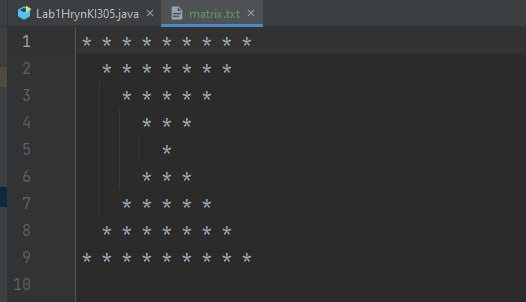 Lab1HrynKI305.java matrix.txt
1 * * * * * * * * *
2   * * * * * * *
3     * * * * *
4       * * *
5         *
6       * * *
7     * * * * *
8   * * * * * * *
9 * * * * * * * * *
10